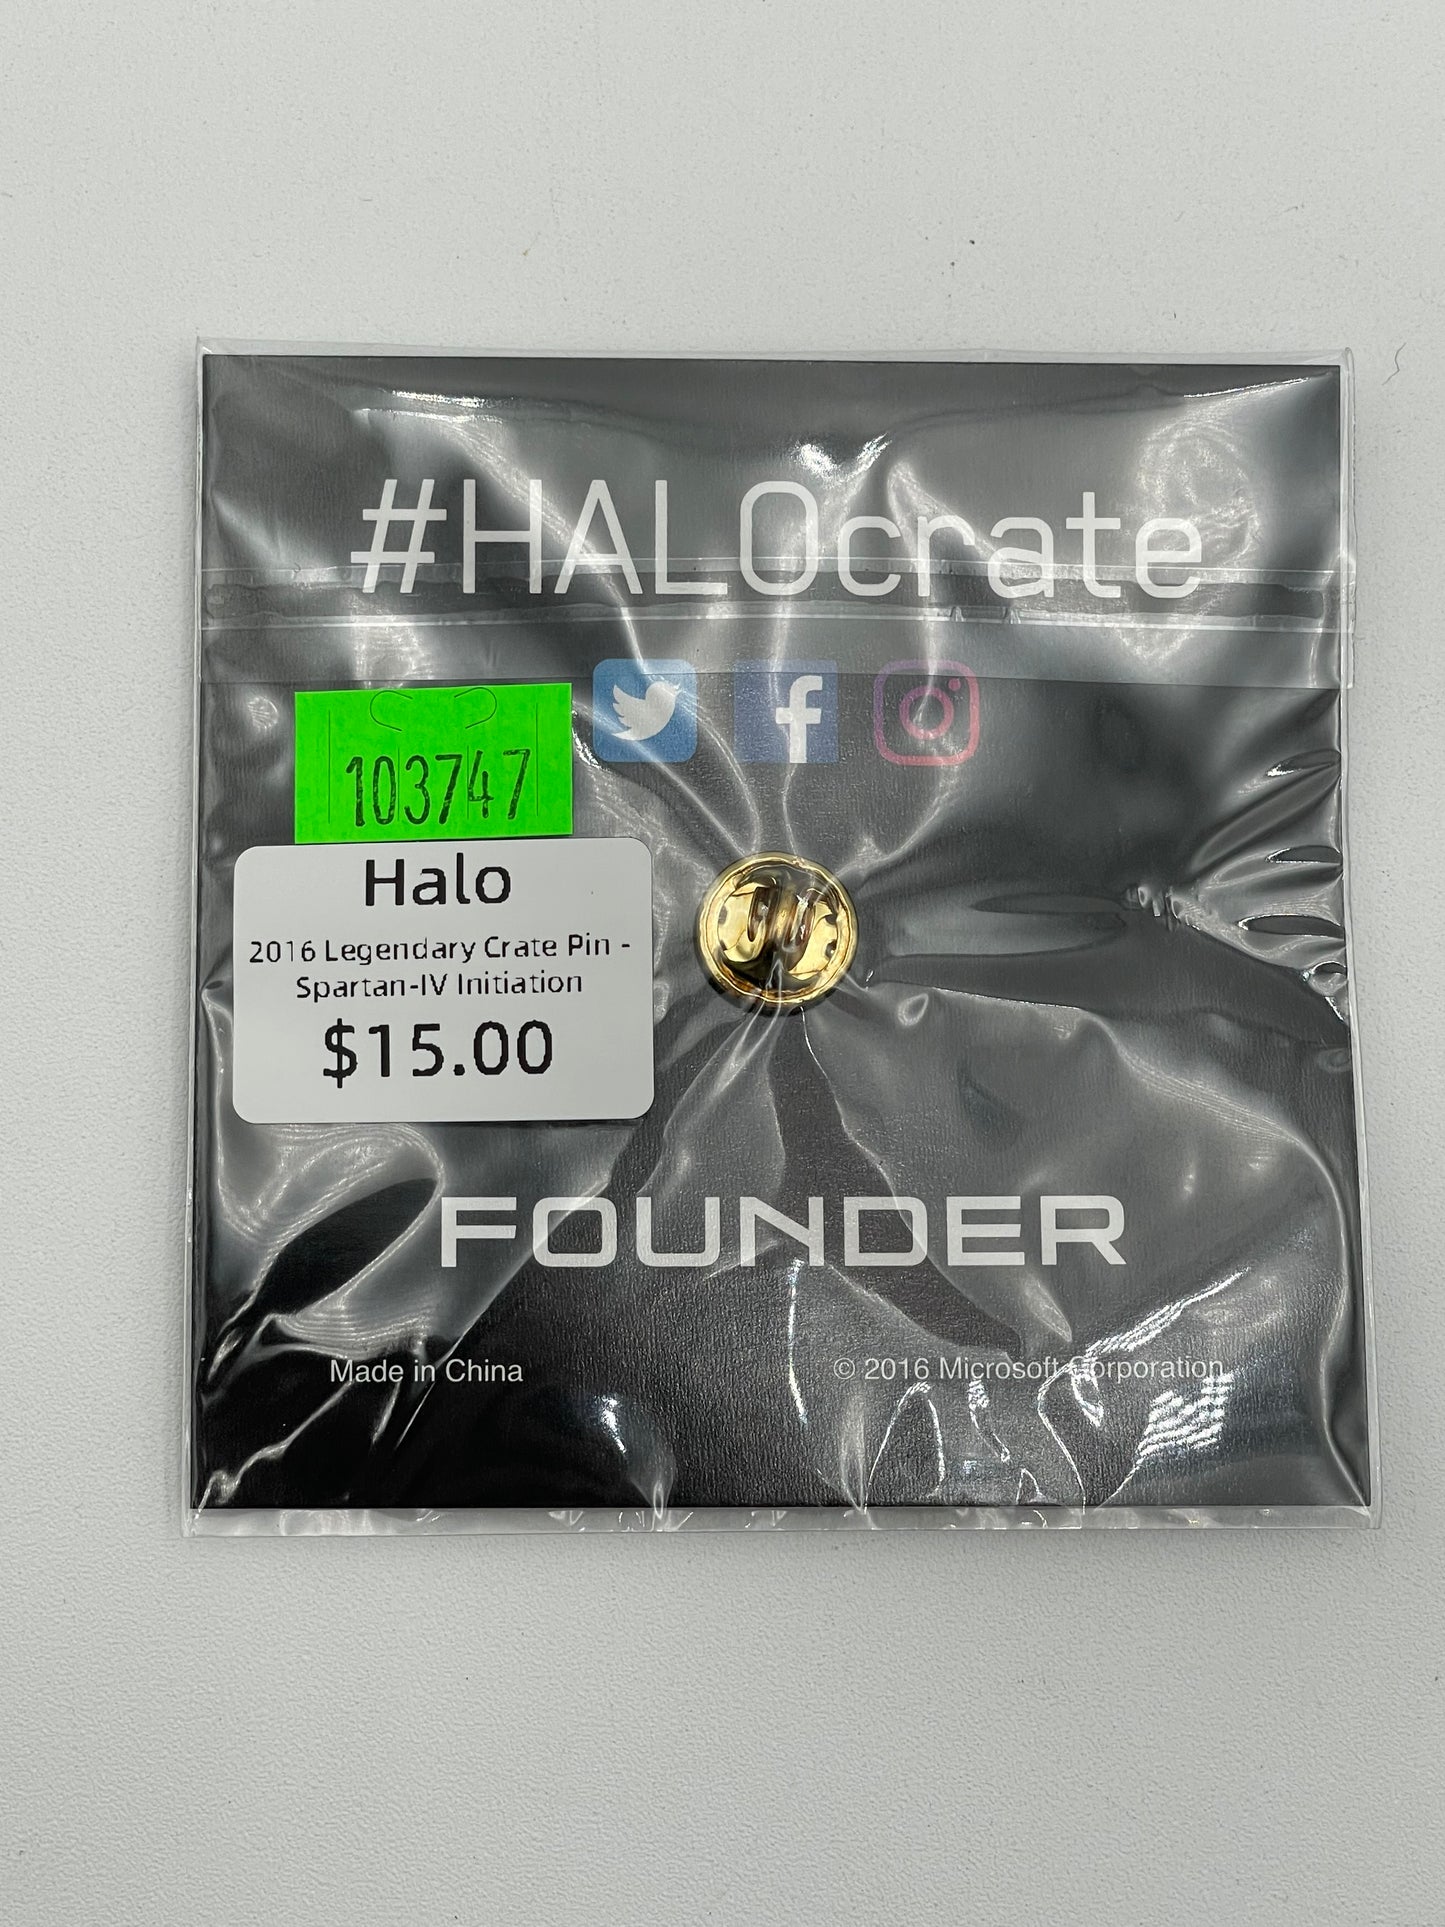 #HALOcrate
103747
Halo
2016 Legendary Crate Pin -
Spartan-IV Initiation
$15.00
FOUNDER
Made in China
© 2016 Microsoft Corporation